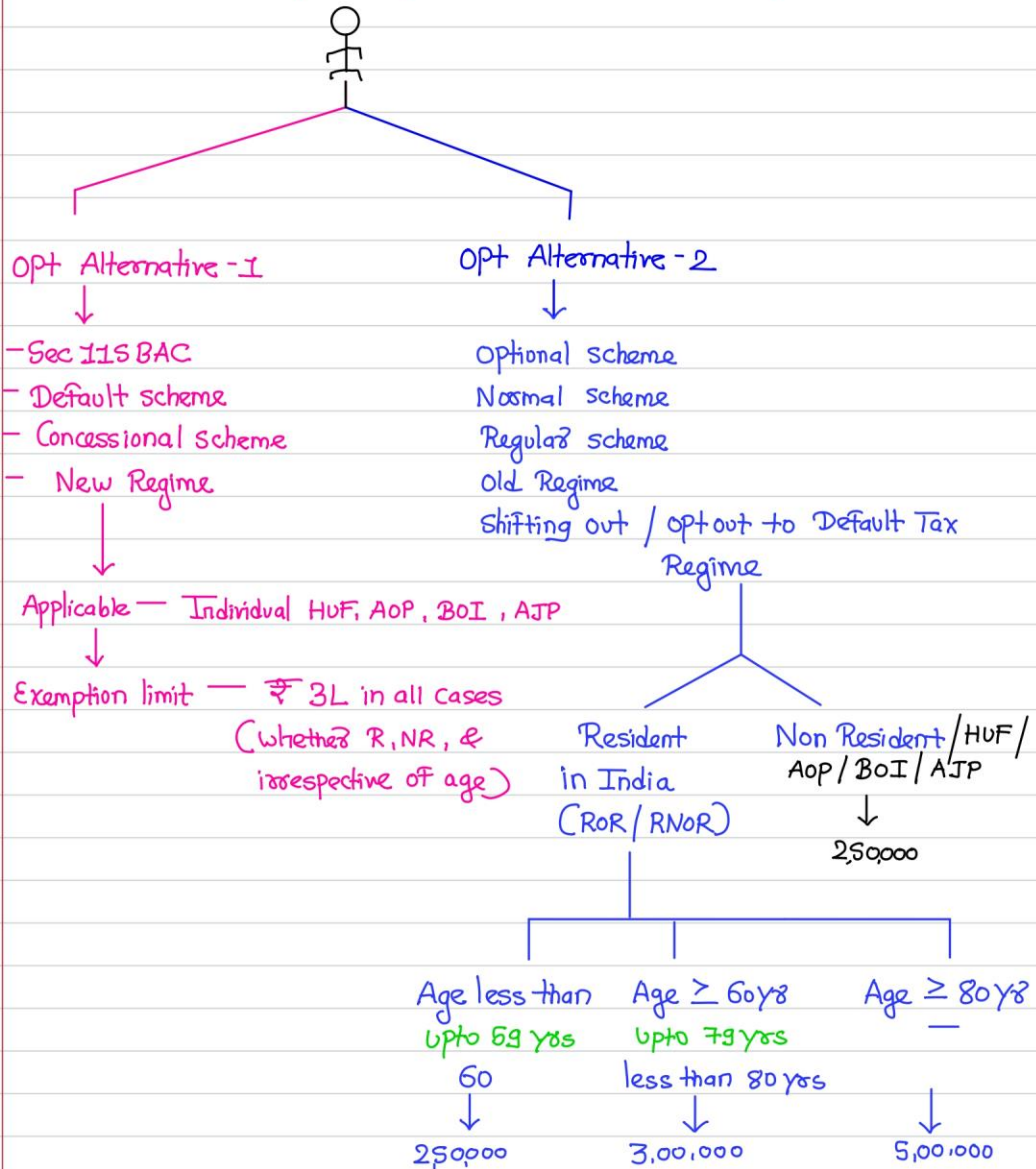 Opt Alternative - 1
↓
- Sec 115 BAC
- Default scheme
- Concessional scheme
- New Regime
↓
Applicable — Individual HUF, AOP, BOI, AJP
↓
Exemption limit — ₹ 3L in all cases
(whether R, NR, &
irrespective of age)
Opt Alternative - 2
↓
Optional scheme
Normal scheme
Regular scheme
Old Regime
Shifting out / opt out to Default Tax
Regime
Resident
in India
(ROR / RNOR)
Non Resident / HUF /
AOP / BOI / AJP
↓
2,50,000
Age less than
upto 59 yrs
60
↓
250,000
Age ≥ 60 yr
upto 79 yrs
less than 80 yrs
↓
3,00,000
Age ≥ 80 yr
↓
5,00,000